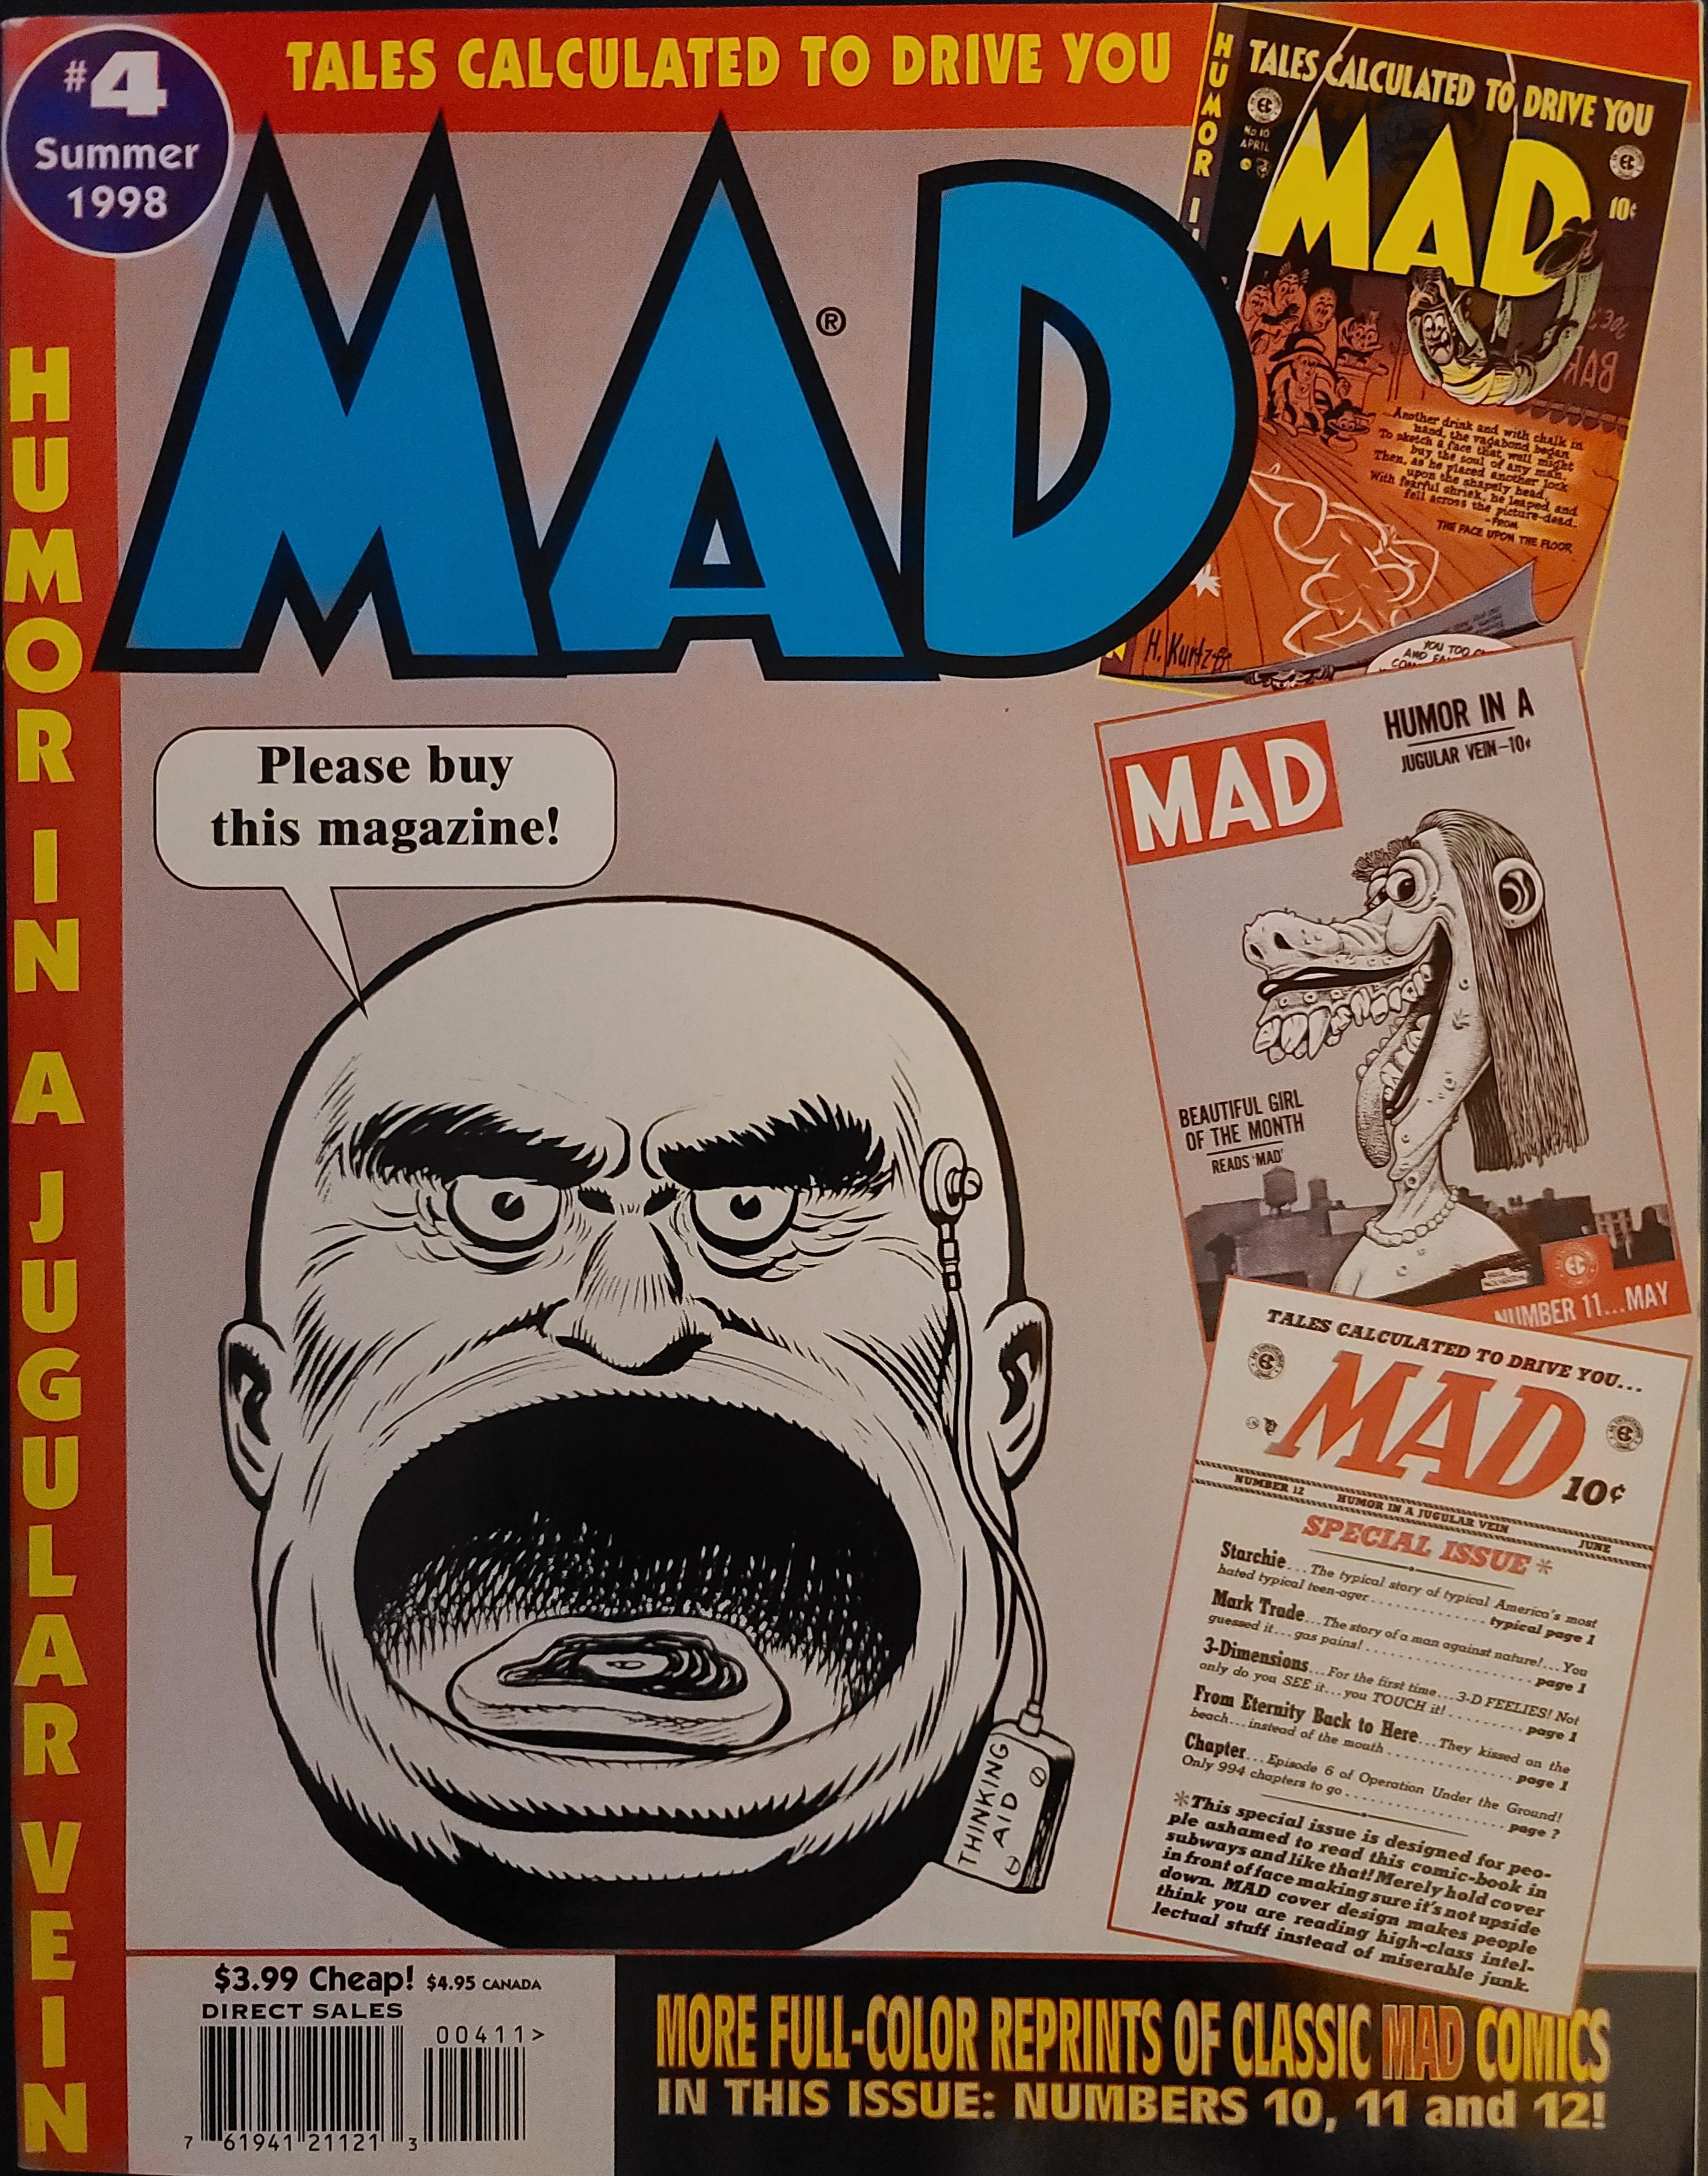 #4
Summer
1998
TALES CALCULATED TO DRIVE YOU
MAD
®
HUMOR IN A JUGULAR VEIN
HUMOR
TALES CALCULATED TO DRIVE YOU
MAD
EC
No. 10
APRIL
EC
10¢
BAR
Another drink and with chalk in
hand, the vagabond began
To sketch a face that well might
buy the soul of any man,
Then, as he placed another lock
upon the shapely head,
With fearful shriek, he leaped and
fell across the picture-dead.
-FROM
THE FACE UPON THE FLOOR
H. Kurtz
YOU TOO
Please buy
this magazine!
MAD
HUMOR IN A
JUGULAR VEIN-10¢
BEAUTIFUL GIRL
OF THE MONTH
READS 'MAD'
EC
NUMBER 11...MAY
THINKING
AID
TALES CALCULATED TO DRIVE YOU...
EC
MAD
EC
10¢
NUMBER 12 HUMOR IN A JUGULAR VEIN JUNE
SPECIAL ISSUE*
Starchie...The typical story of typical America's most
hated typical teen-ager..............typical page 1
Mark Trade...The story of a man against nature!...You
guessed it...gas pains!......................page 1
3-Dimensions...For the first time...3-D FEELIES! Not
only do you SEE it...you TOUCH it!..........page 1
From Eternity Back to Here...They kissed on the
beach...instead of the mouth................page 1
Chapter...Episode 6 of Operation Under the Ground!
Only 994 chapters to go.....................page ?
*This special issue is designed for peo-
ple ashamed to read this comic-book in
subways and like that! Merely hold cover
in front of face making sure it's not upside
down. MAD cover design makes people
think you are reading high-class intel-
lectual stuff instead of miserable junk.
$3.99 Cheap! $4.95 CANADA
DIRECT SALES
00411>
7 61941 21121 3
MORE FULL-COLOR REPRINTS OF CLASSIC MAD COMICS
IN THIS ISSUE: NUMBERS 10, 11 and 12!